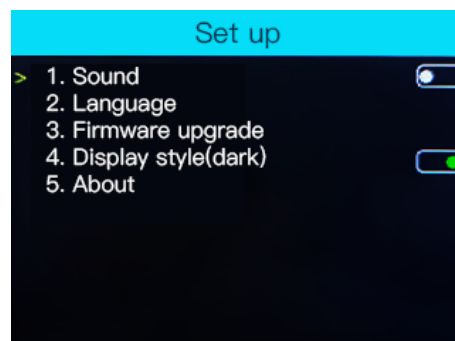 Set up
> 1. Sound
2. Language
3. Firmware upgrade
4. Display style(dark)
5. About